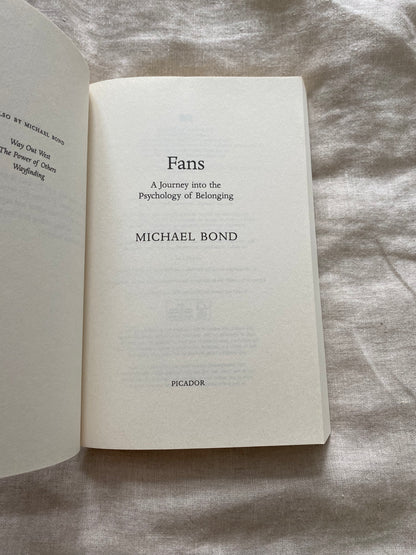 ALSO BY MICHAEL BOND
Way Out West
The Power of Others
Wayfinding
Fans
A Journey into the
Psychology of Belonging
MICHAEL BOND
PICADOR